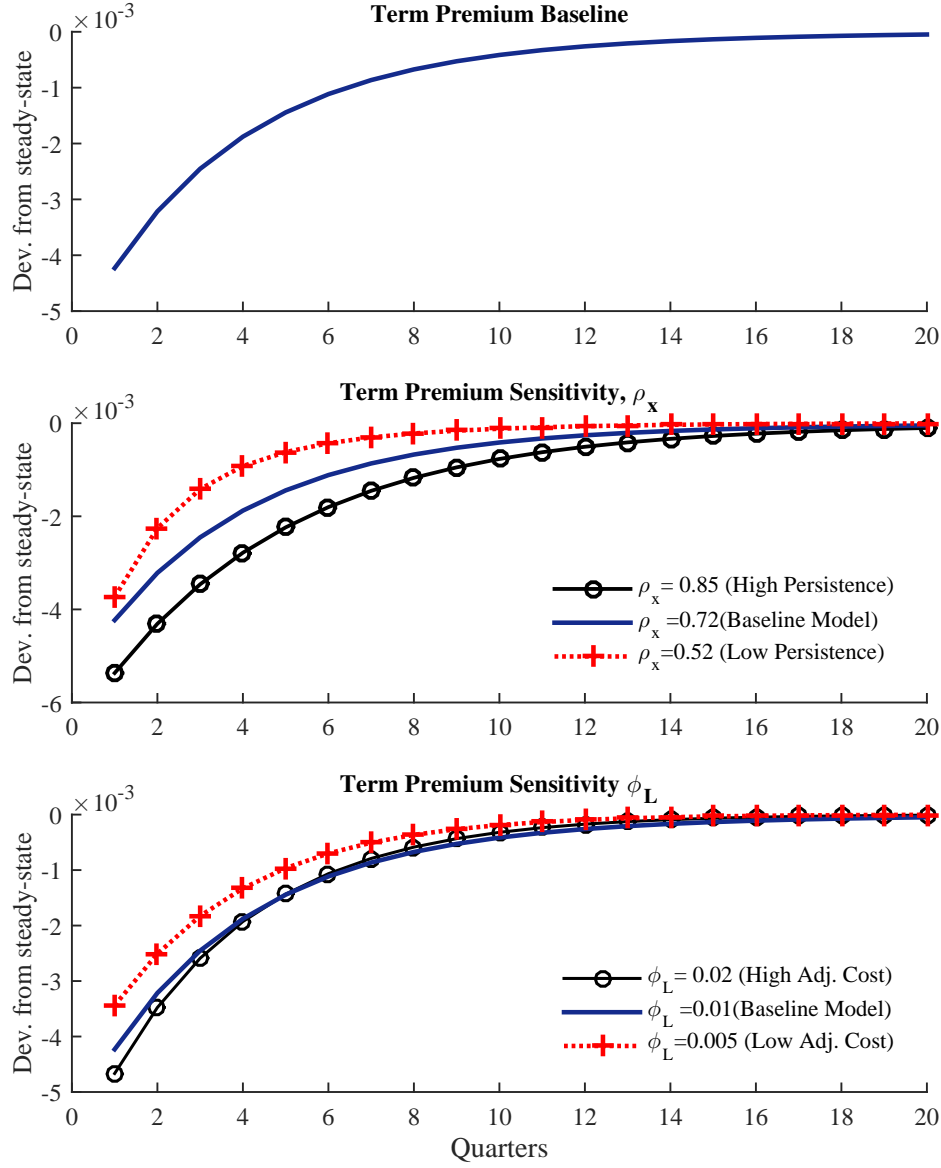 Term Premium Baseline
×10⁻³
Dev. from steady-state
0
-1
-2
-3
-4
-5
0 2 4 6 8 10 12 14 16 18 20
Term Premium Sensitivity, ρx
×10⁻³
Dev. from steady-state
0
-2
-4
-6
ρx= 0.85 (High Persistence)
ρx =0.72(Baseline Model)
ρx=0.52 (Low Persistence)
0 2 4 6 8 10 12 14 16 18 20
Term Premium Sensitivity ϕL
×10⁻³
Dev. from steady-state
0
-1
-2
-3
-4
-5
ϕL= 0.02 (High Adj. Cost)
ϕL =0.01(Baseline Model)
ϕL=0.005 (Low Adj. Cost)
0 2 4 6 8 10 12 14 16 18 20
Quarters